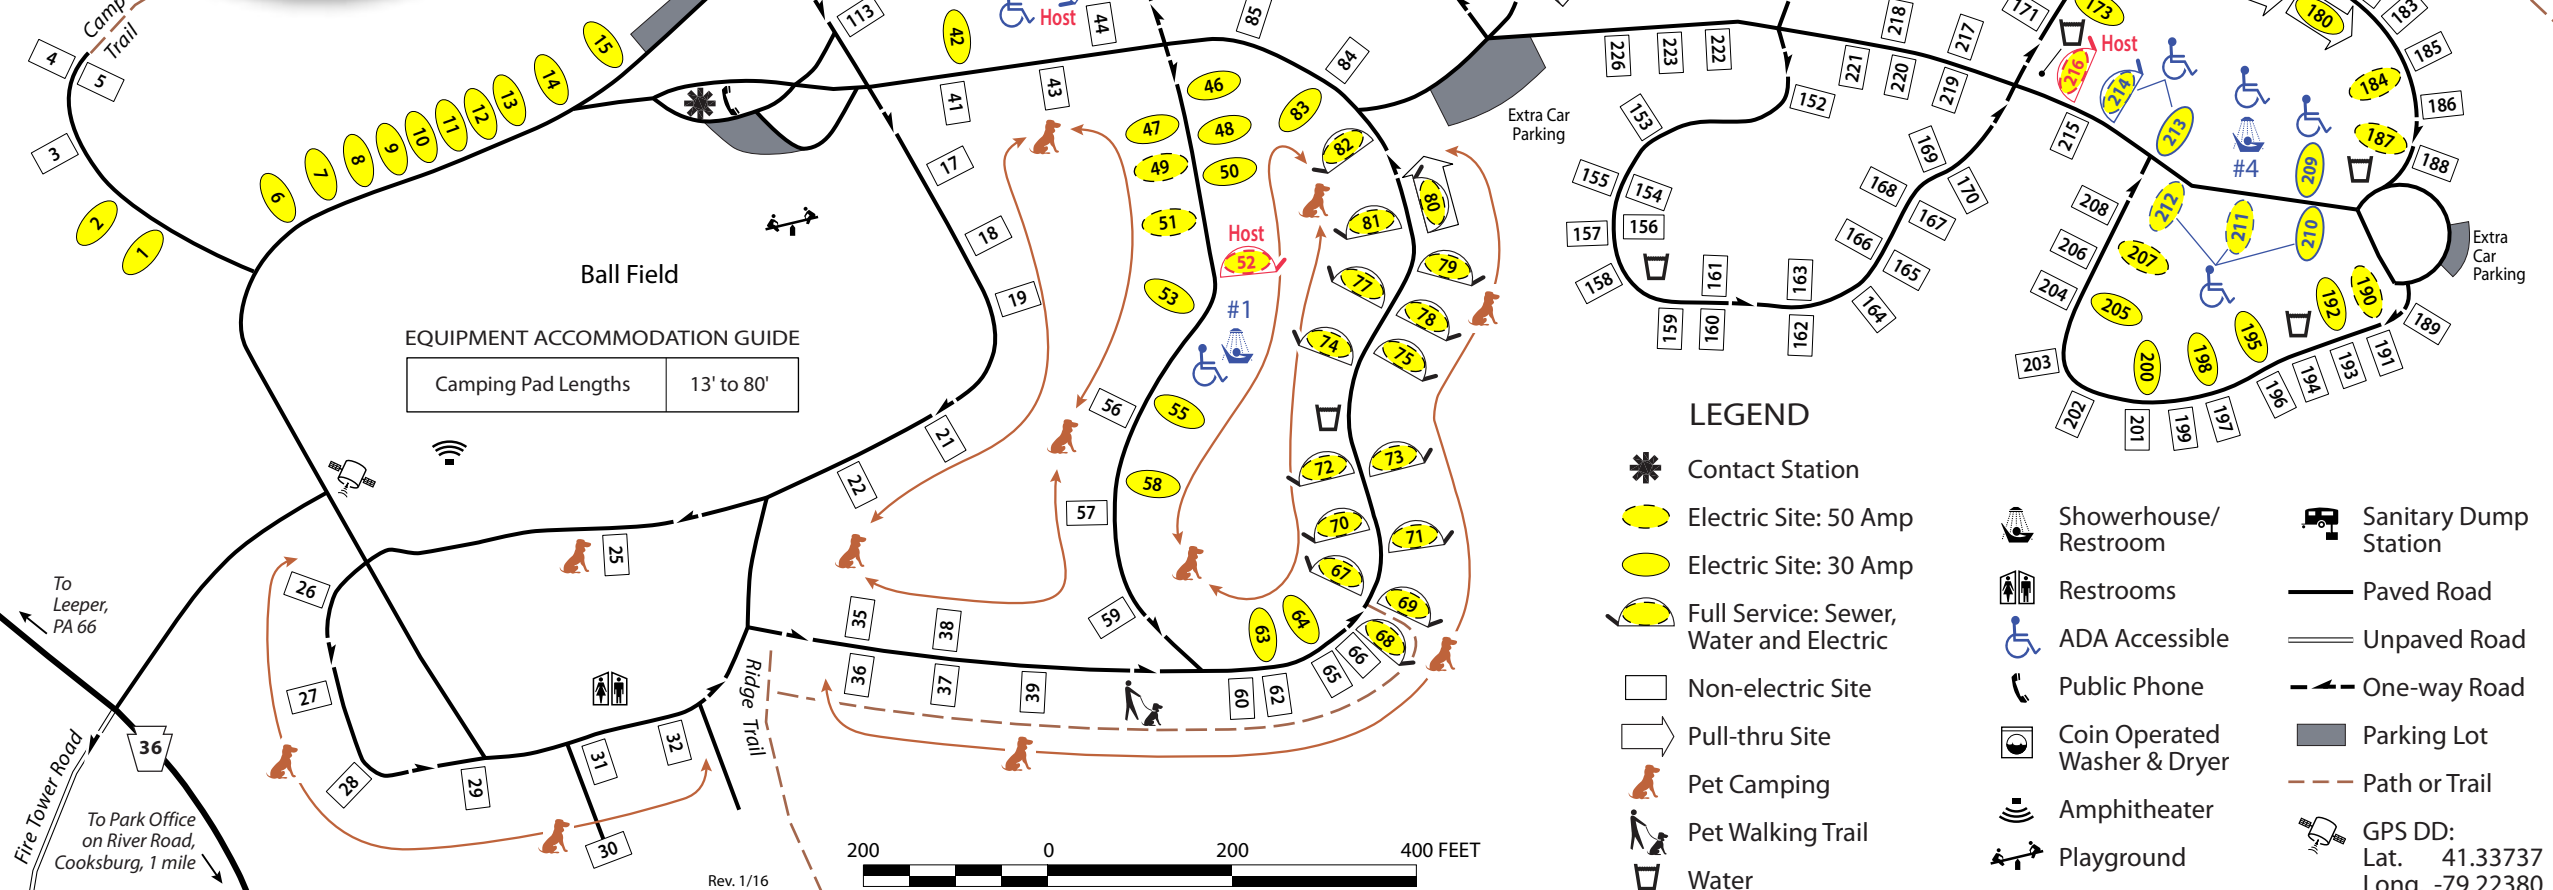 Camp
Trail
4
5
3
2
1
6
7
8
9
10
11
12
13
14
15
113
42
Host
44
85
84
41
43
17
18
19
21
22
Ball Field
EQUIPMENT ACCOMMODATION GUIDE
Camping Pad Lengths 13' to 80'
46
47
48
49
50
51
83
82
81
80
Host
52
53
#1
55
56
57
58
59
79
77
78
74
75
72
73
70
71
67
69
68
63
64
66
65
60
62
39
37
36
35
38
25
26
27
28
29
30
31
32
Ridge Trail
To
Leeper,
PA 66
36
Fire Tower Road
To Park Office
on River Road,
Cooksburg, 1 mile
Rev. 1/16
200 0 200 400 FEET
Extra Car
Parking
226
223
222
221
220
219
218
217
171
173
152
153
155
154
157
156
158
159
160
161
162
163
164
165
166
167
168
169
170
Host
216
214
213
215
180
183
185
184
186
187
188
#4
209
208
212
211
210
206
207
204
205
203
202
200
201
198
199
197
195
196
194
193
192
191
190
189
Extra
Car
Parking
LEGEND
Contact Station
Electric Site: 50 Amp
Electric Site: 30 Amp
Full Service: Sewer,
Water and Electric
Non-electric Site
Pull-thru Site
Pet Camping
Pet Walking Trail
Water
Showerhouse/
Restroom
Restrooms
ADA Accessible
Public Phone
Coin Operated
Washer & Dryer
Amphitheater
Playground
Sanitary Dump
Station
Paved Road
Unpaved Road
One-way Road
Parking Lot
Path or Trail
GPS DD:
Lat. 41.33737
Long. -79.22380